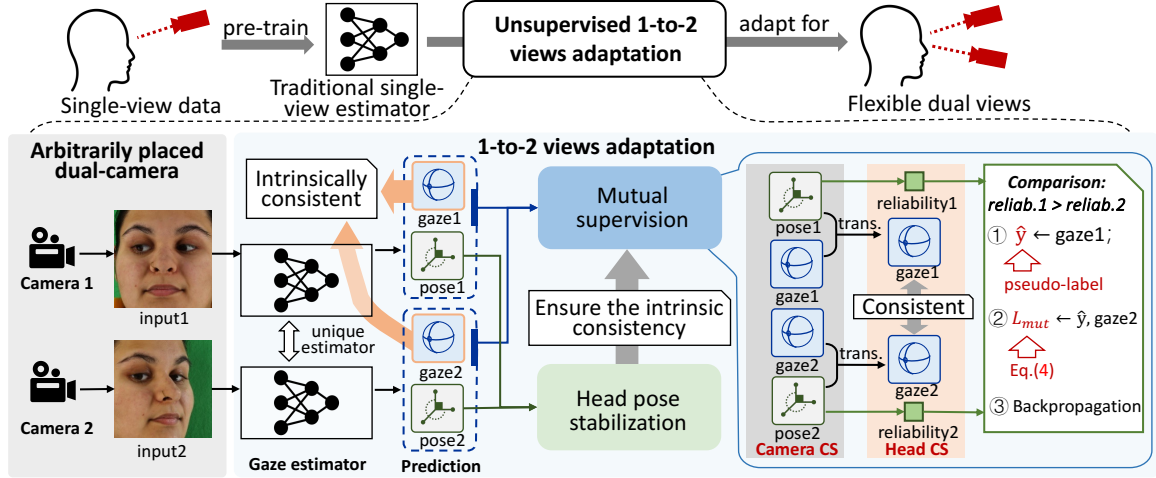 pre-train
Unsupervised 1-to-2
views adaptation
adapt for
Single-view data
Traditional single-
view estimator
Flexible dual views
Arbitrarily placed
dual-camera
1-to-2 views adaptation
Camera 1
input1
Camera 2
input2
Intrinsically
consistent
unique
estimator
Gaze estimator
gaze1
pose1
gaze2
pose2
Prediction
Mutual
supervision
Ensure the intrinsic
consistency
Head pose
stabilization
pose1
gaze1
gaze2
pose2
Camera CS
trans.
trans.
reliability1
gaze1
Consistent
gaze2
reliability2
Head CS
Comparison:
reliab.1 > reliab.2
① ŷ ← gaze1;
pseudo-label
② L_mut ← ŷ, gaze2
Eq.(4)
③ Backpropagation